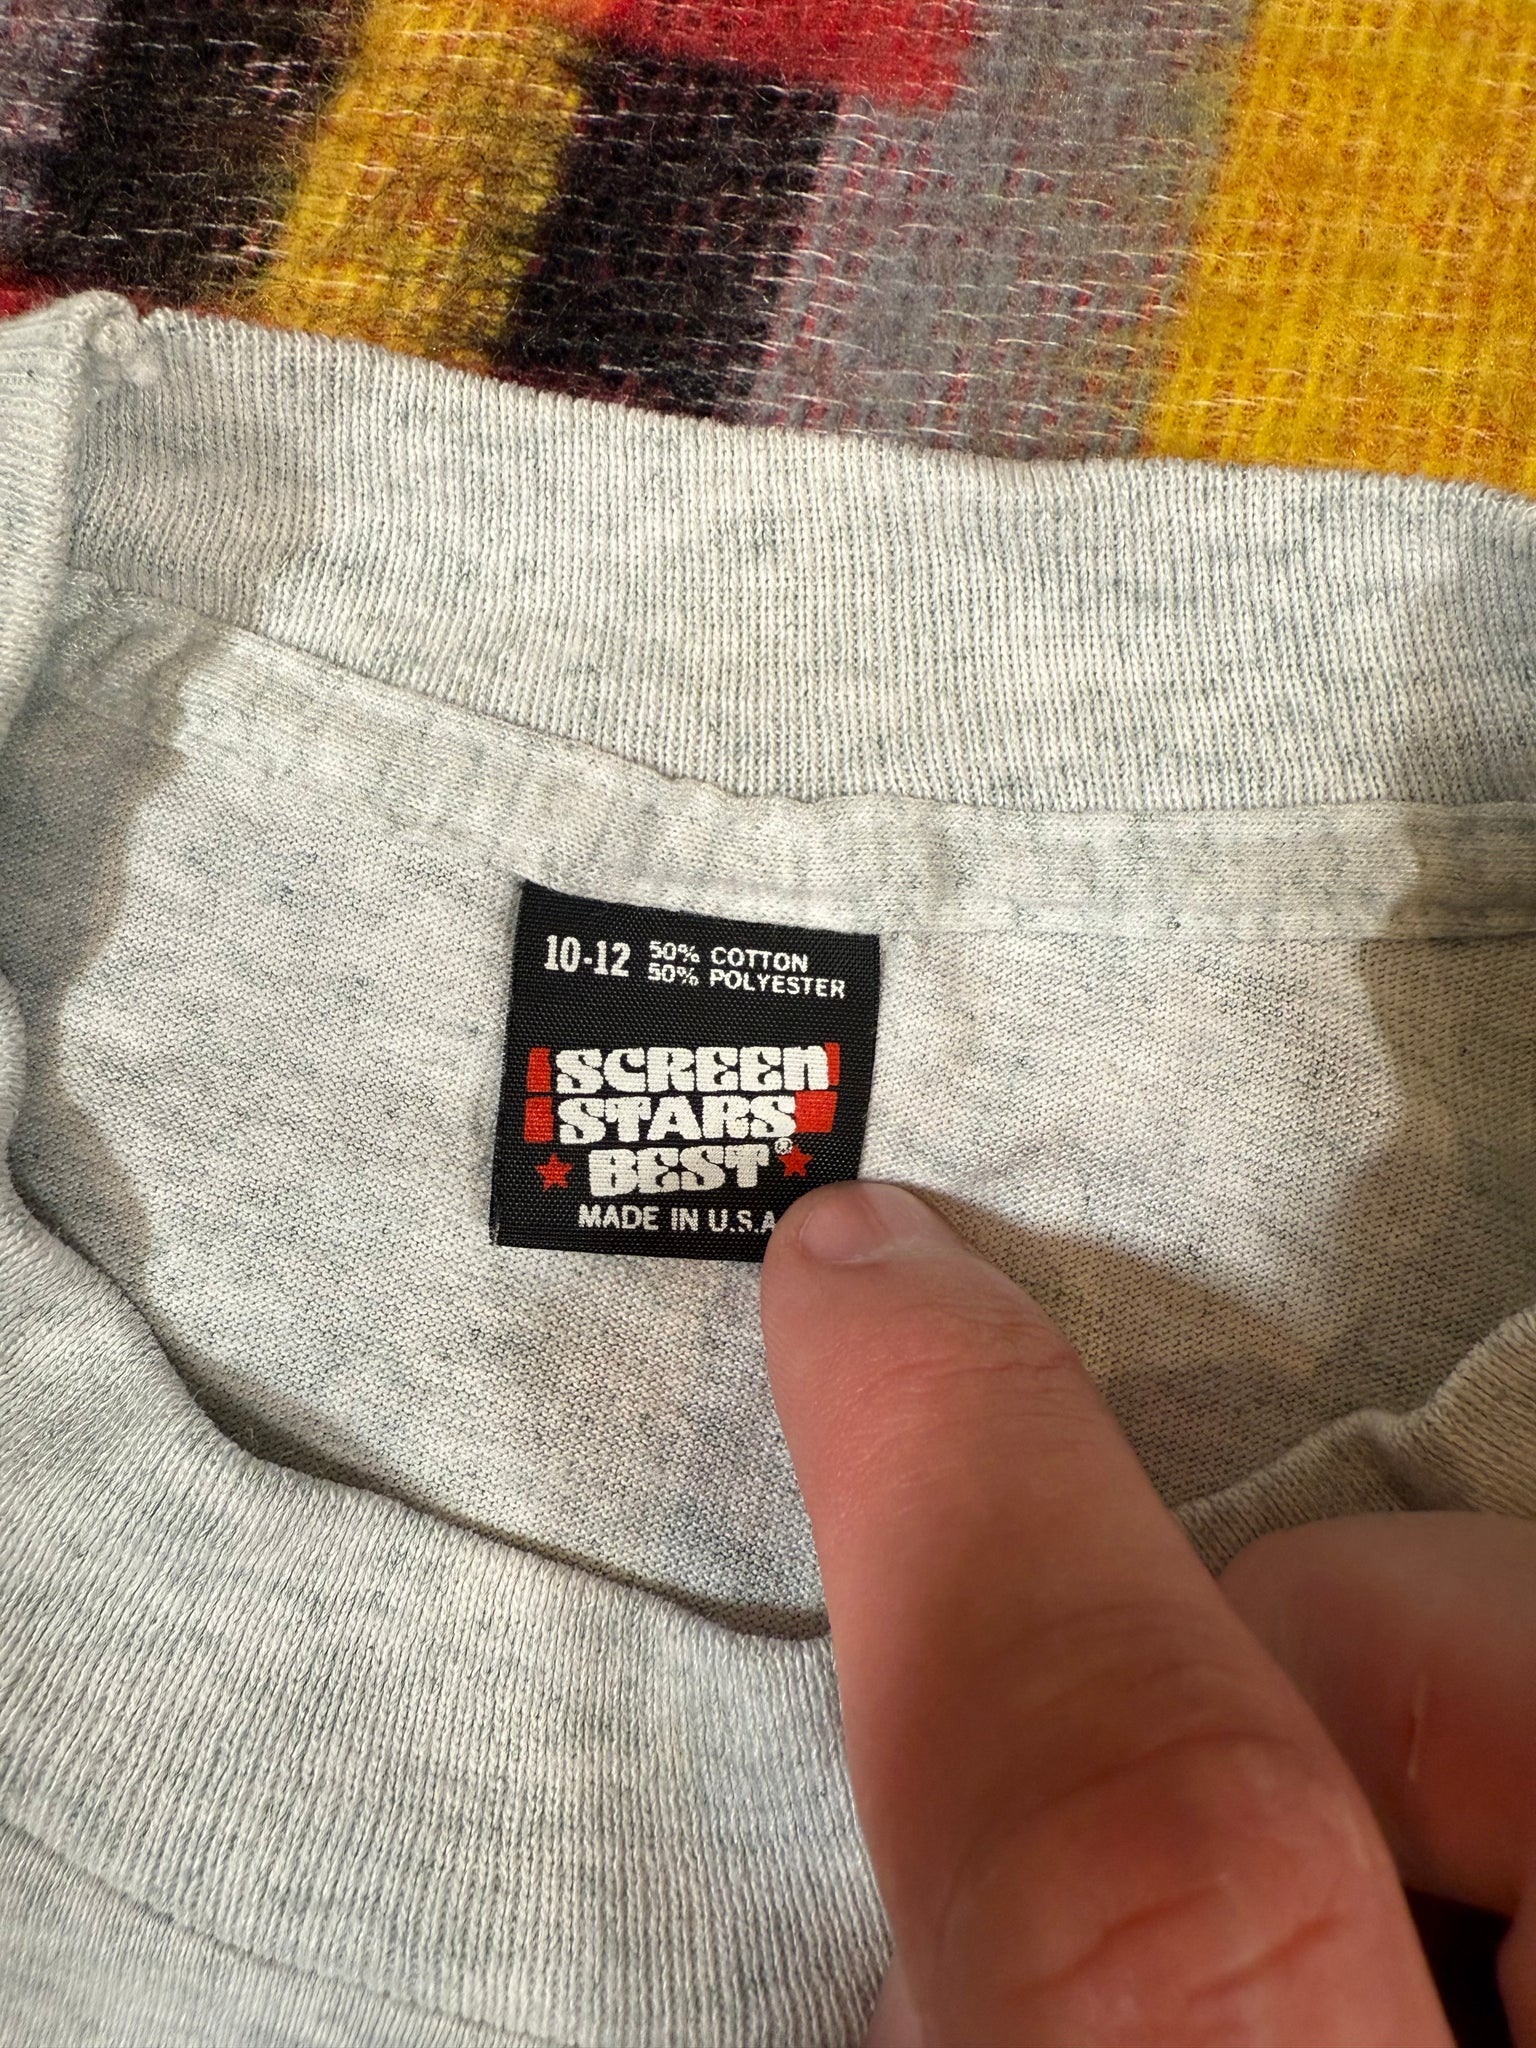 10-12 50% COTTON
50% POLYESTER
SCREEN
STARS
BEST®
MADE IN U.S.A